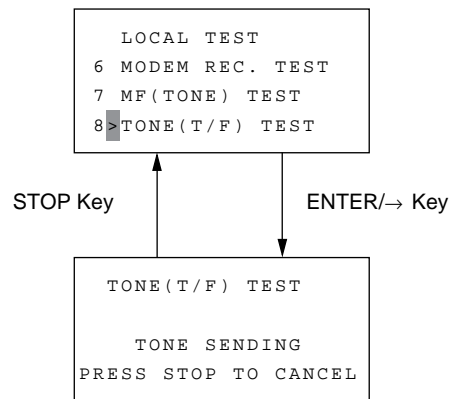 LOCAL TEST
6 MODEM REC. TEST
7 MF(TONE) TEST
8>TONE(T/F) TEST
STOP Key
ENTER/→ Key
TONE(T/F) TEST
TONE SENDING
PRESS STOP TO CANCEL